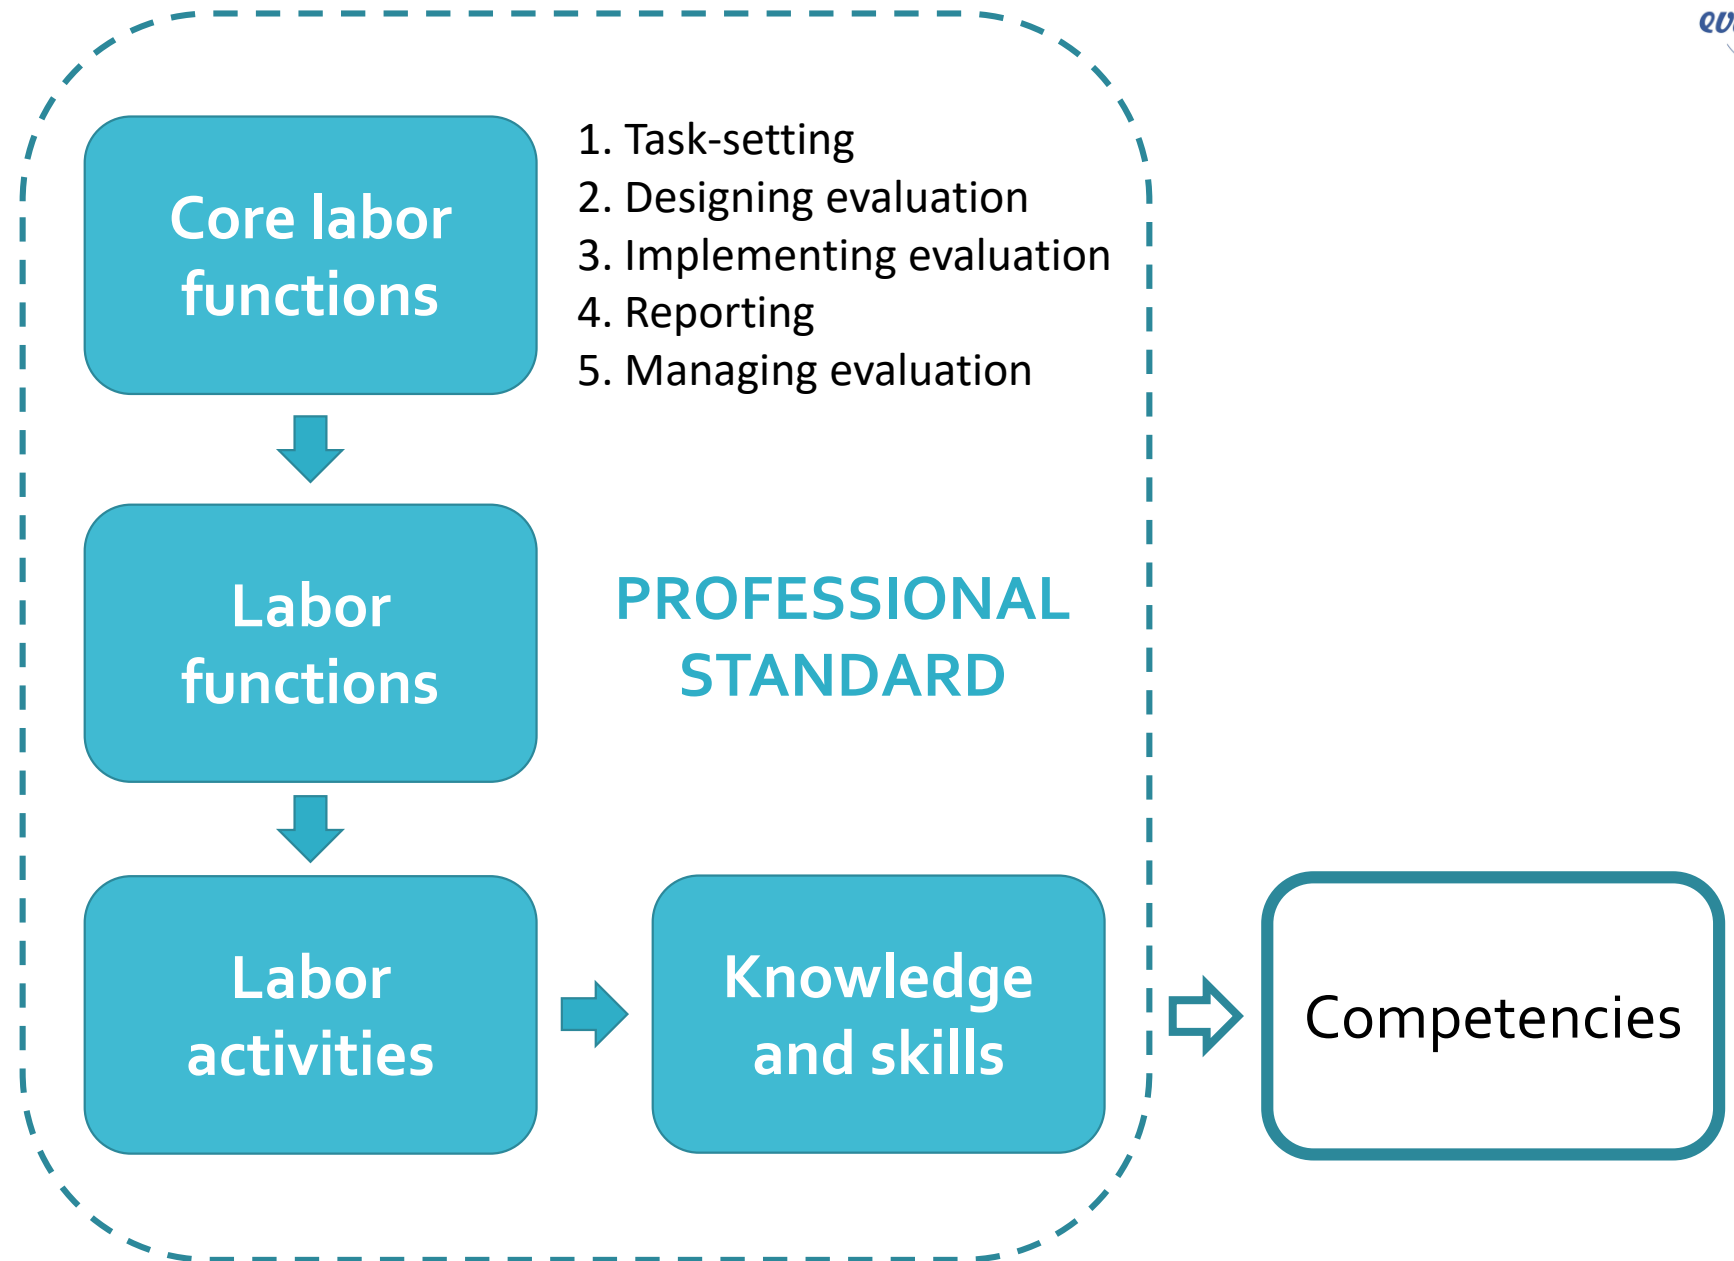 Core labor
functions
1. Task-setting
2. Designing evaluation
3. Implementing evaluation
4. Reporting
5. Managing evaluation
Labor
functions
PROFESSIONAL
STANDARD
Labor
activities
Knowledge
and skills
Competencies